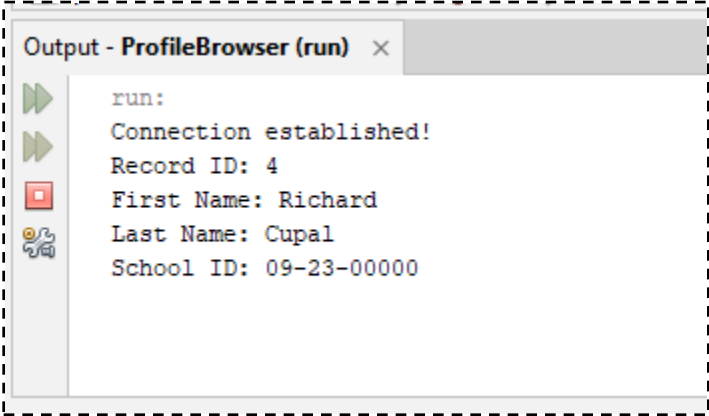 Output - ProfileBrowser (run)
run:
Connection established!
Record ID: 4
First Name: Richard
Last Name: Cupal
School ID: 09-23-00000